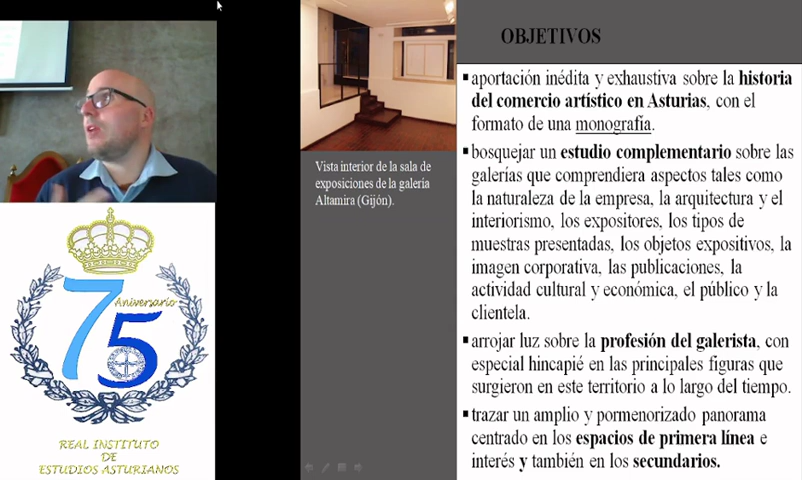 OBJETIVOS
▪ aportación inédita y exhaustiva sobre la historia
del comercio artístico en Asturias, con el
formato de una monografía.
▪ bosquejar un estudio complementario sobre las
galerías que comprendiera aspectos tales como
la naturaleza de la empresa, la arquitectura y el
interiorismo, los expositores, los tipos de
muestras presentadas, los objetos expositivos, la
imagen corporativa, las publicaciones, la
actividad cultural y económica, el público y la
clientela.
▪ arrojar luz sobre la profesión del galerista, con
especial hincapié en las principales figuras que
surgieron en este territorio a lo largo del tiempo.
▪ trazar un amplio y pormenorizado panorama
centrado en los espacios de primera línea e
interés y también en los secundarios.
Vista interior de la sala de
exposiciones de la galería
Altamira (Gijón).
75
Aniversario
REAL INSTITUTO
DE
ESTUDIOS ASTURIANOS